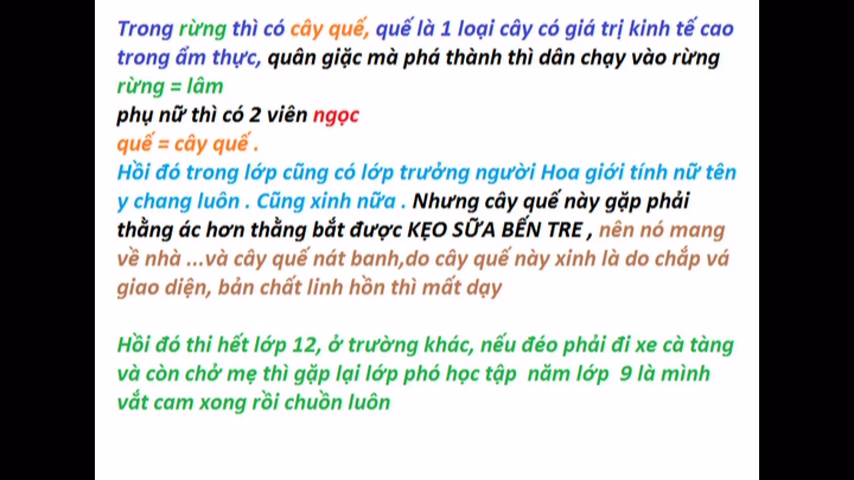 Trong rừng thì có cây quế, quế là 1 loại cây có giá trị kinh tế cao
trong ẩm thực, quân giặc mà phá thành thì dân chạy vào rừng
rừng = lâm
phụ nữ thì có 2 viên ngọc
quế = cây quế .
Hồi đó trong lớp cũng có lớp trưởng người Hoa giới tính nữ tên
y chang luôn . Cũng xinh nữa . Nhưng cây quế này gặp phải
thằng ác hơn thằng bắt được KẸO SỮA BẾN TRE , nên nó mang
về nhà ...và cây quế nát banh,do cây quế này xinh là do chắp vá
giao diện, bản chất linh hồn thì mất dạy
Hồi đó thi hết lớp 12, ở trường khác, nếu đéo phải đi xe cà tàng
và còn chở mẹ thì gặp lại lớp phó học tập năm lớp 9 là mình
vắt cam xong rồi chuồn luôn